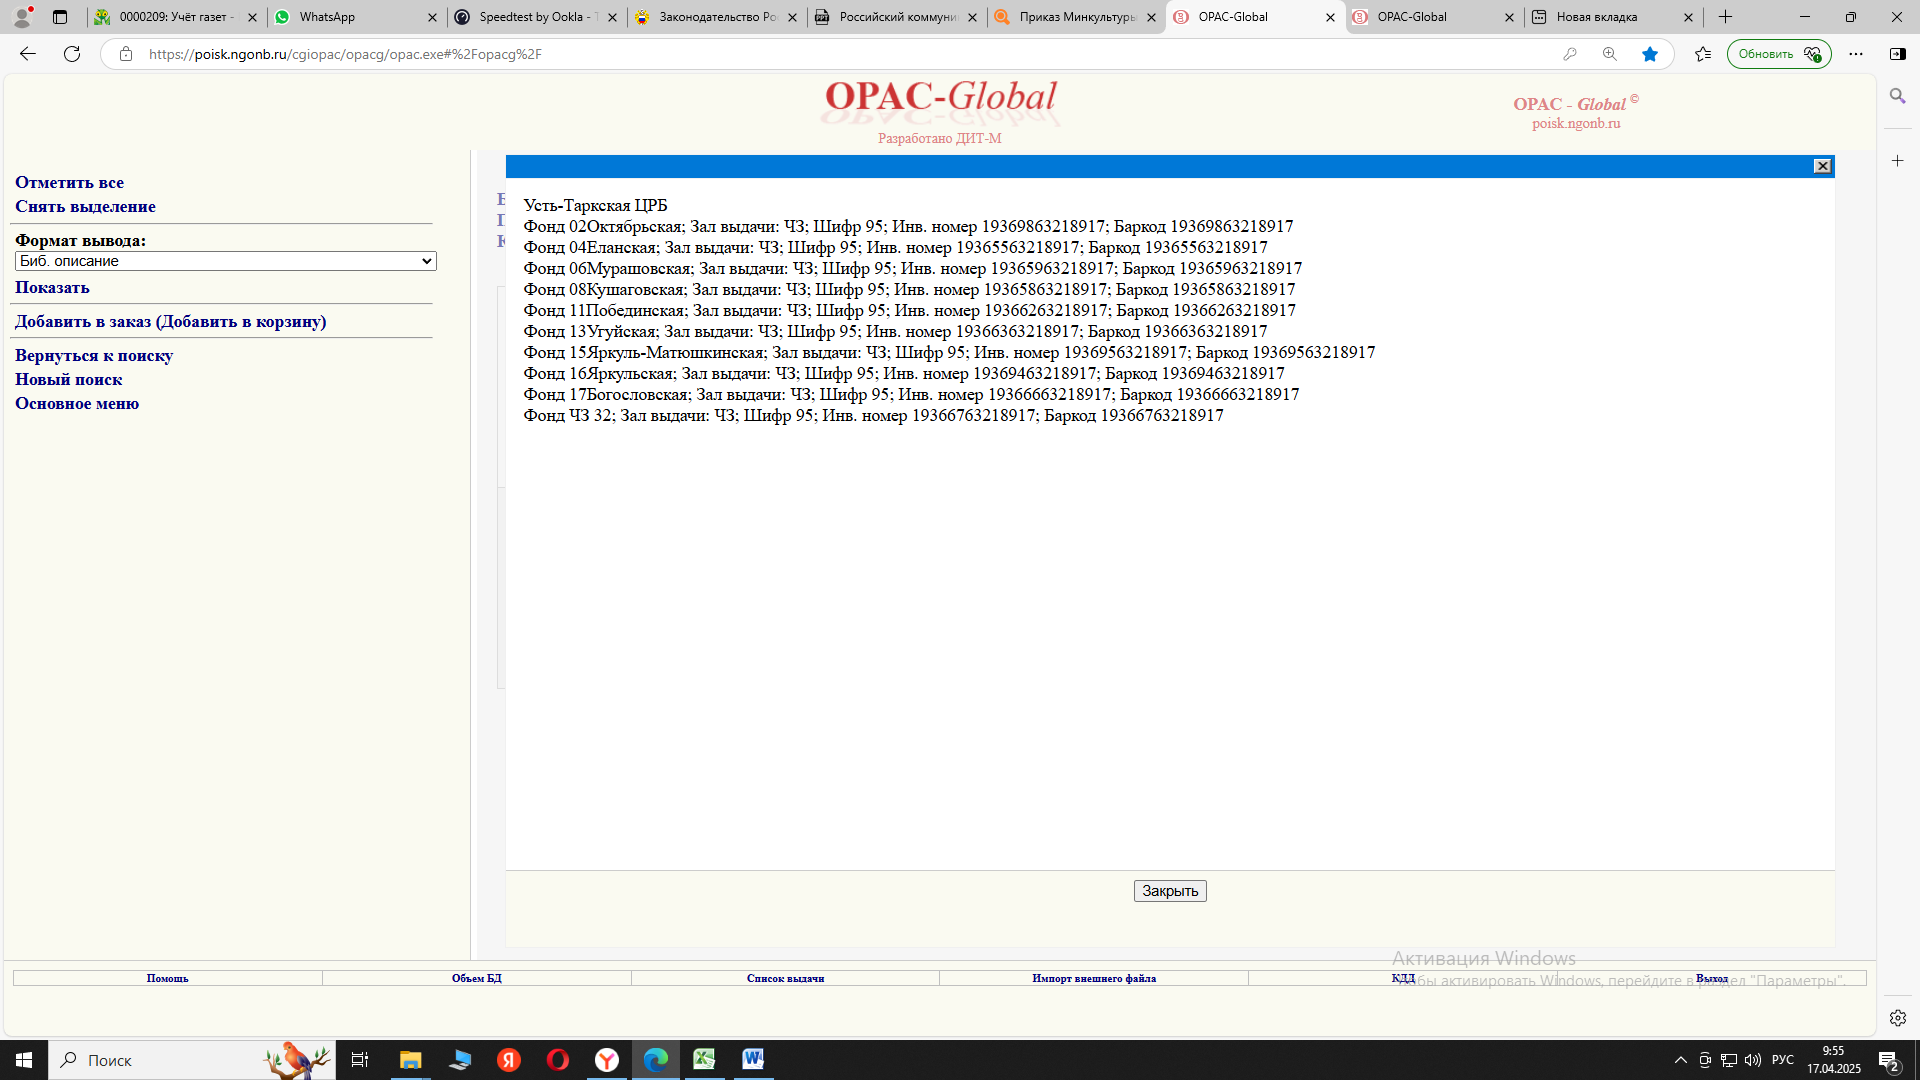 0000209: Учёт газет -
WhatsApp
Speedtest by Ookla - T
Законодательство Ро
Российский коммуни
Приказ Минкультуры
OPAC-Global
OPAC-Global
Новая вкладка
https://poisk.ngonb.ru/cgiopac/opacg/opac.exe#%2Fopacg%2F
Обновить
OPAC-Global
Разработано ДИТ-М
OPAC - Global ©
poisk.ngonb.ru
Отметить все
Снять выделение
Формат вывода:
Биб. описание
Показать
Добавить в заказ (Добавить в корзину)
Вернуться к поиску
Новый поиск
Основное меню
Усть-Таркская ЦРБ
Фонд 02Октябрьская; Зал выдачи: ЧЗ; Шифр 95; Инв. номер 19369863218917; Баркод 19369863218917
Фонд 04Еланская; Зал выдачи: ЧЗ; Шифр 95; Инв. номер 19365563218917; Баркод 19365563218917
Фонд 06Мурашовская; Зал выдачи: ЧЗ; Шифр 95; Инв. номер 19365963218917; Баркод 19365963218917
Фонд 08Кушаговская; Зал выдачи: ЧЗ; Шифр 95; Инв. номер 19365863218917; Баркод 19365863218917
Фонд 11Побединская; Зал выдачи: ЧЗ; Шифр 95; Инв. номер 19366263218917; Баркод 19366263218917
Фонд 13Угуйская; Зал выдачи: ЧЗ; Шифр 95; Инв. номер 19366363218917; Баркод 19366363218917
Фонд 15Яркуль-Матюшкинская; Зал выдачи: ЧЗ; Шифр 95; Инв. номер 19369563218917; Баркод 19369563218917
Фонд 16Яркульская; Зал выдачи: ЧЗ; Шифр 95; Инв. номер 19369463218917; Баркод 19369463218917
Фонд 17Богословская; Зал выдачи: ЧЗ; Шифр 95; Инв. номер 19366663218917; Баркод 19366663218917
Фонд ЧЗ 32; Зал выдачи: ЧЗ; Шифр 95; Инв. номер 19366763218917; Баркод 19366763218917
Закрыть
Активация Windows
Чтобы активировать Windows, перейдите в раздел "Параметры".
Помощь
Объем БД
Список выдачи
Импорт внешнего файла
КДД
Выход
Поиск
РУС
9:55
17.04.2025
2